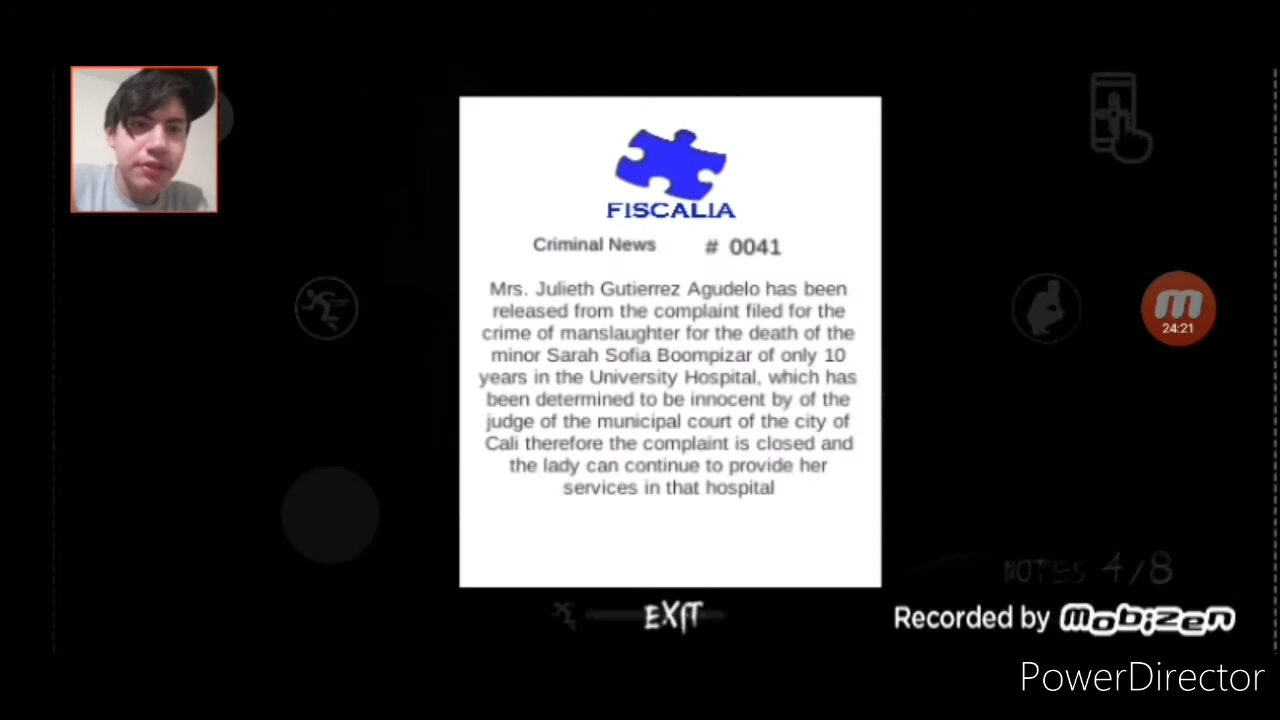 FISCALIA
Criminal News # 0041
Mrs. Julieth Gutierrez Agudelo has been
released from the complaint filed for the
crime of manslaughter for the death of the
minor Sarah Sofia Boompizar of only 10
years in the University Hospital, which has
been determined to be innocent by of the
judge of the municipal court of the city of
Cali therefore the complaint is closed and
the lady can continue to provide her
services in that hospital
24:21
NOTES 4/8
EXIT
Recorded by mobizen
PowerDirector